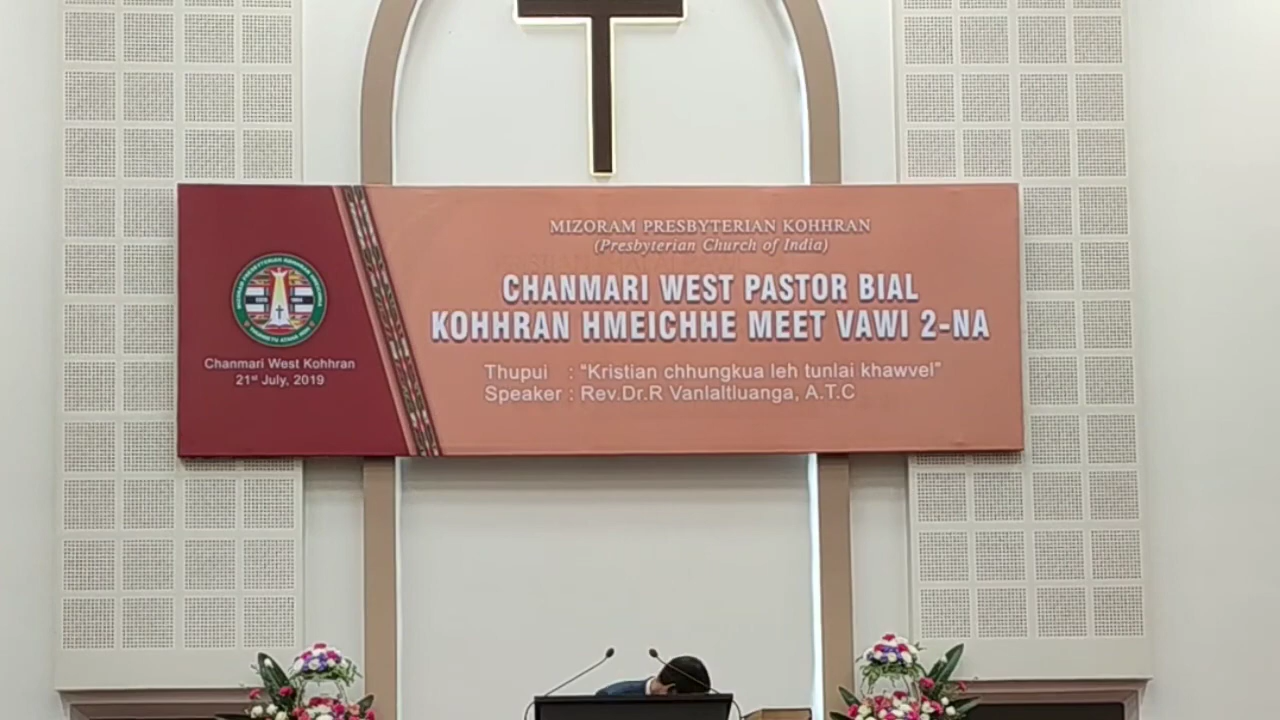 MIZORAM PRESBYTERIAN KOHHRAN
(Presbyterian Church of India)
CHANMARI WEST PASTOR BIAL
KOHHRAN HMEICHHE MEET VAWI 2-NA
Thupui : “Kristian chhungkua leh tunlai khawvel”
Speaker : Rev.Dr.R Vanlaltluanga, A.T.C
Chanmari West Kohhran
21st July, 2019